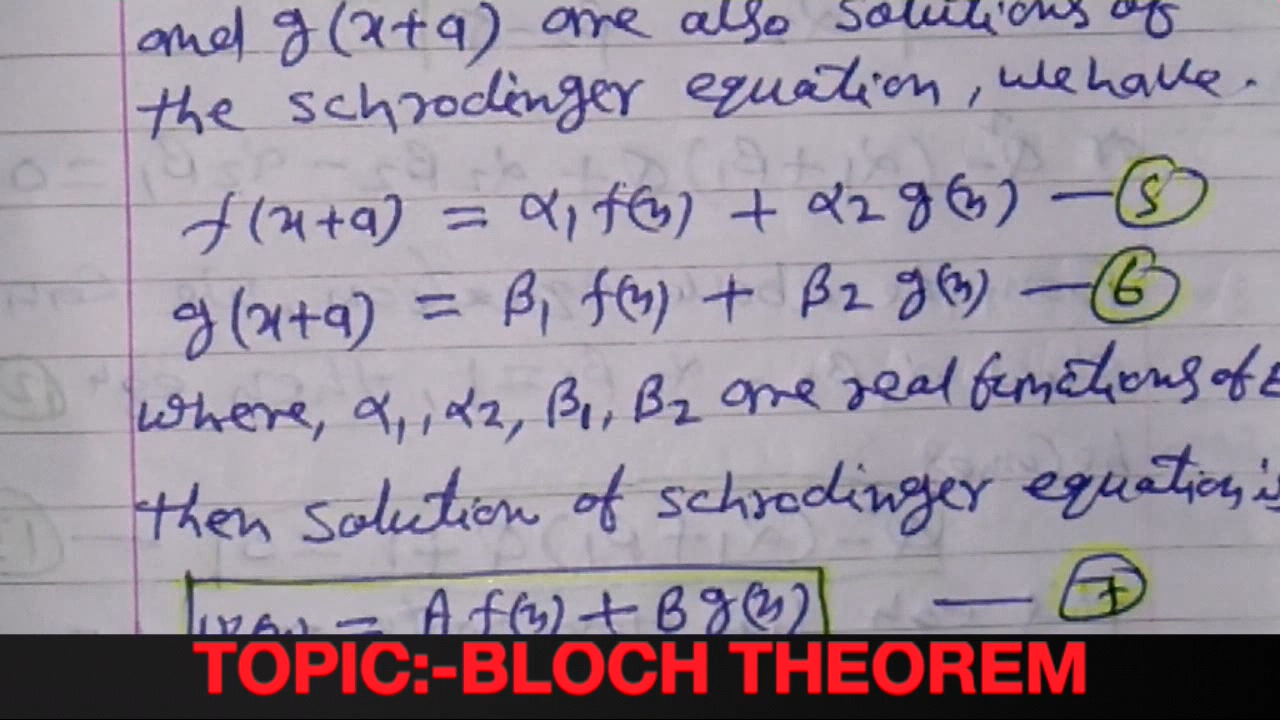 and g(x+a) are also solutions of
the schrodinger equation, we have.
f(x+a) = α1 f(x) + α2 g(x) — 5
g(x+a) = β1 f(x) + β2 g(x) — 6
where, α1, α2, β1, β2 are real functions of E
then solution of schrodinger equation is
= A f(x) + B g(x) — 7
TOPIC:-BLOCH THEOREM